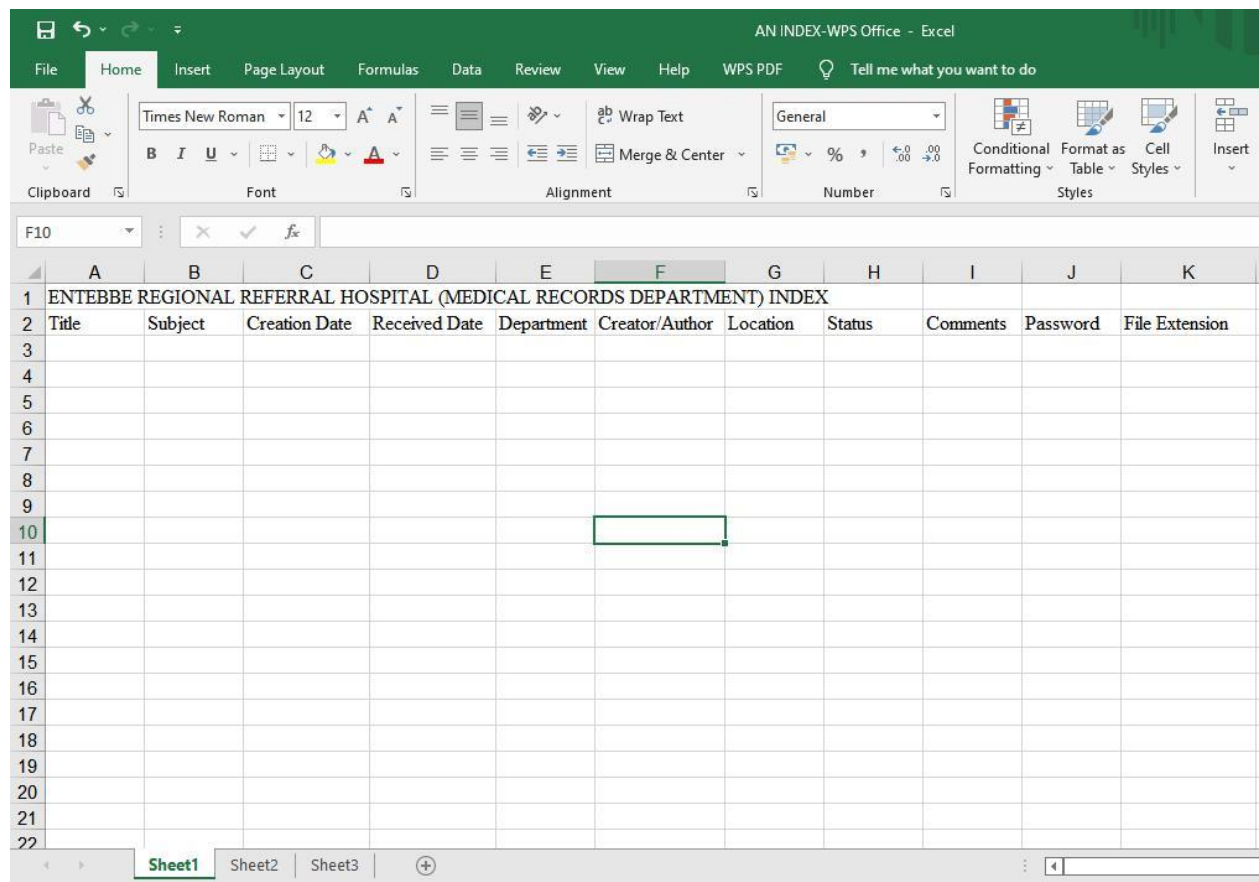 AN INDEX-WPS Office - Excel
File Home Insert Page Layout Formulas Data Review View Help WPS PDF Tell me what you want to do
Times New Roman 12 A A ab Wrap Text General
Paste B I U A Merge & Center % , .00 .0 Conditional Formatting Format as Table Cell Styles Insert
Clipboard Font Alignment Number Styles
F10 fx
A B C D E F G H I J K
1 ENTEBBE REGIONAL REFERRAL HOSPITAL (MEDICAL RECORDS DEPARTMENT) INDEX
2 Title Subject Creation Date Received Date Department Creator/Author Location Status Comments Password File Extension
3
4
5
6
7
8
9
10
11
12
13
14
15
16
17
18
19
20
21
22
Sheet1 Sheet2 Sheet3